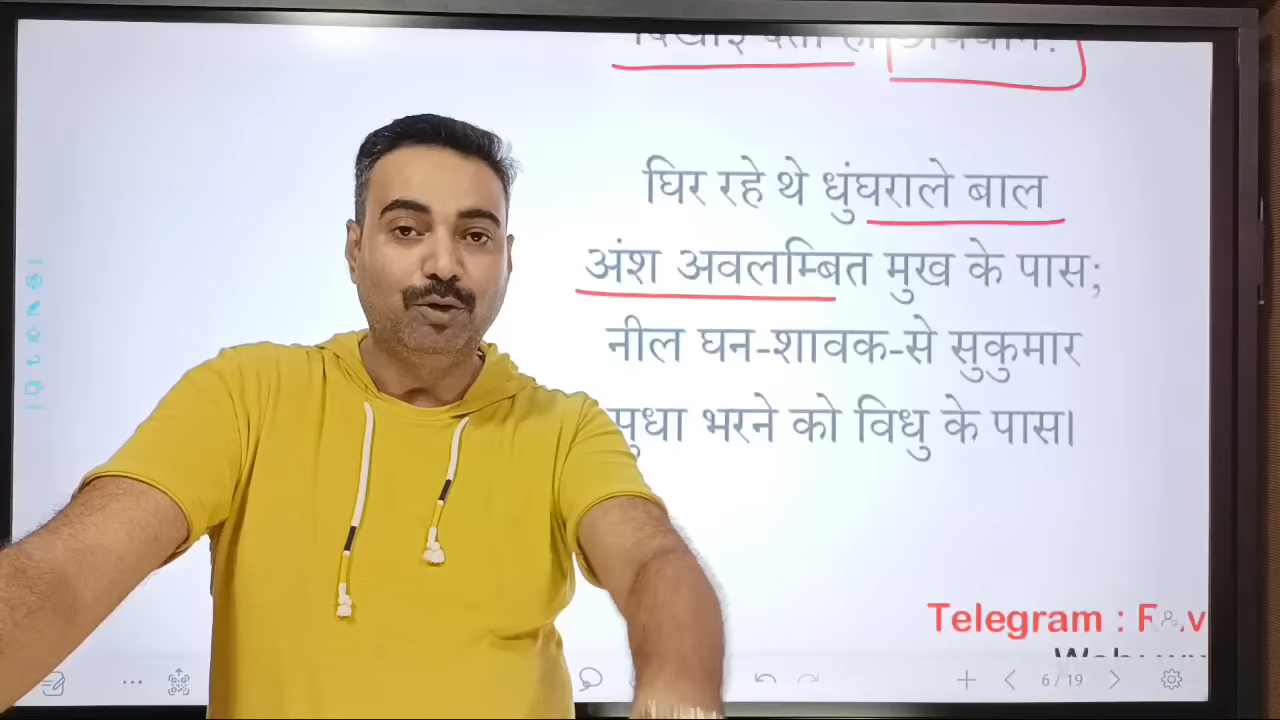 घिर रहे थे धुंघराले बाल
अंश अवलम्बित मुख के पास;
नील घन-शावक-से सुकुमार
सुधा भरने को विधु के पास।
Telegram :
6/19